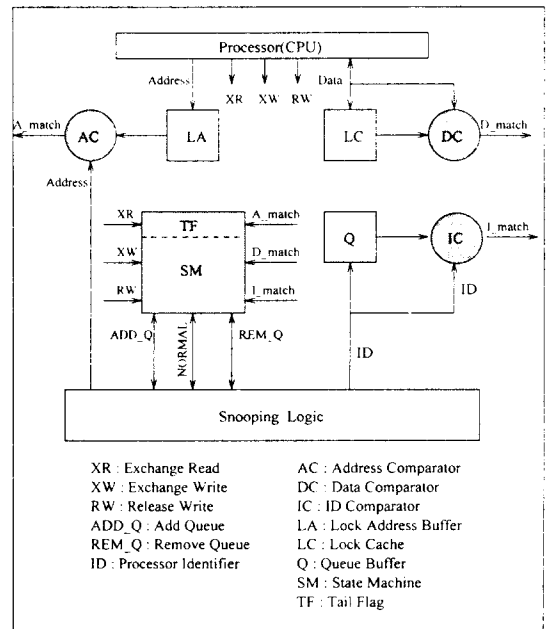 Processor(CPU)
Address
XR
XW
RW
Data
A_match
AC
LA
LC
DC
D_match
Address
XR
TF
A_match
XW
SM
D_match
RW
I_match
Q
IC
I_match
ID
ADD_Q
NORMAL
REM_Q
ID
Snooping Logic
XR : Exchange Read
XW : Exchange Write
RW : Release Write
ADD_Q : Add Queue
REM_Q : Remove Queue
ID : Processor Identifier
AC : Address Comparator
DC : Data Comparator
IC : ID Comparator
LA : Lock Address Buffer
LC : Lock Cache
Q : Queue Buffer
SM : State Machine
TF : Tail Flag